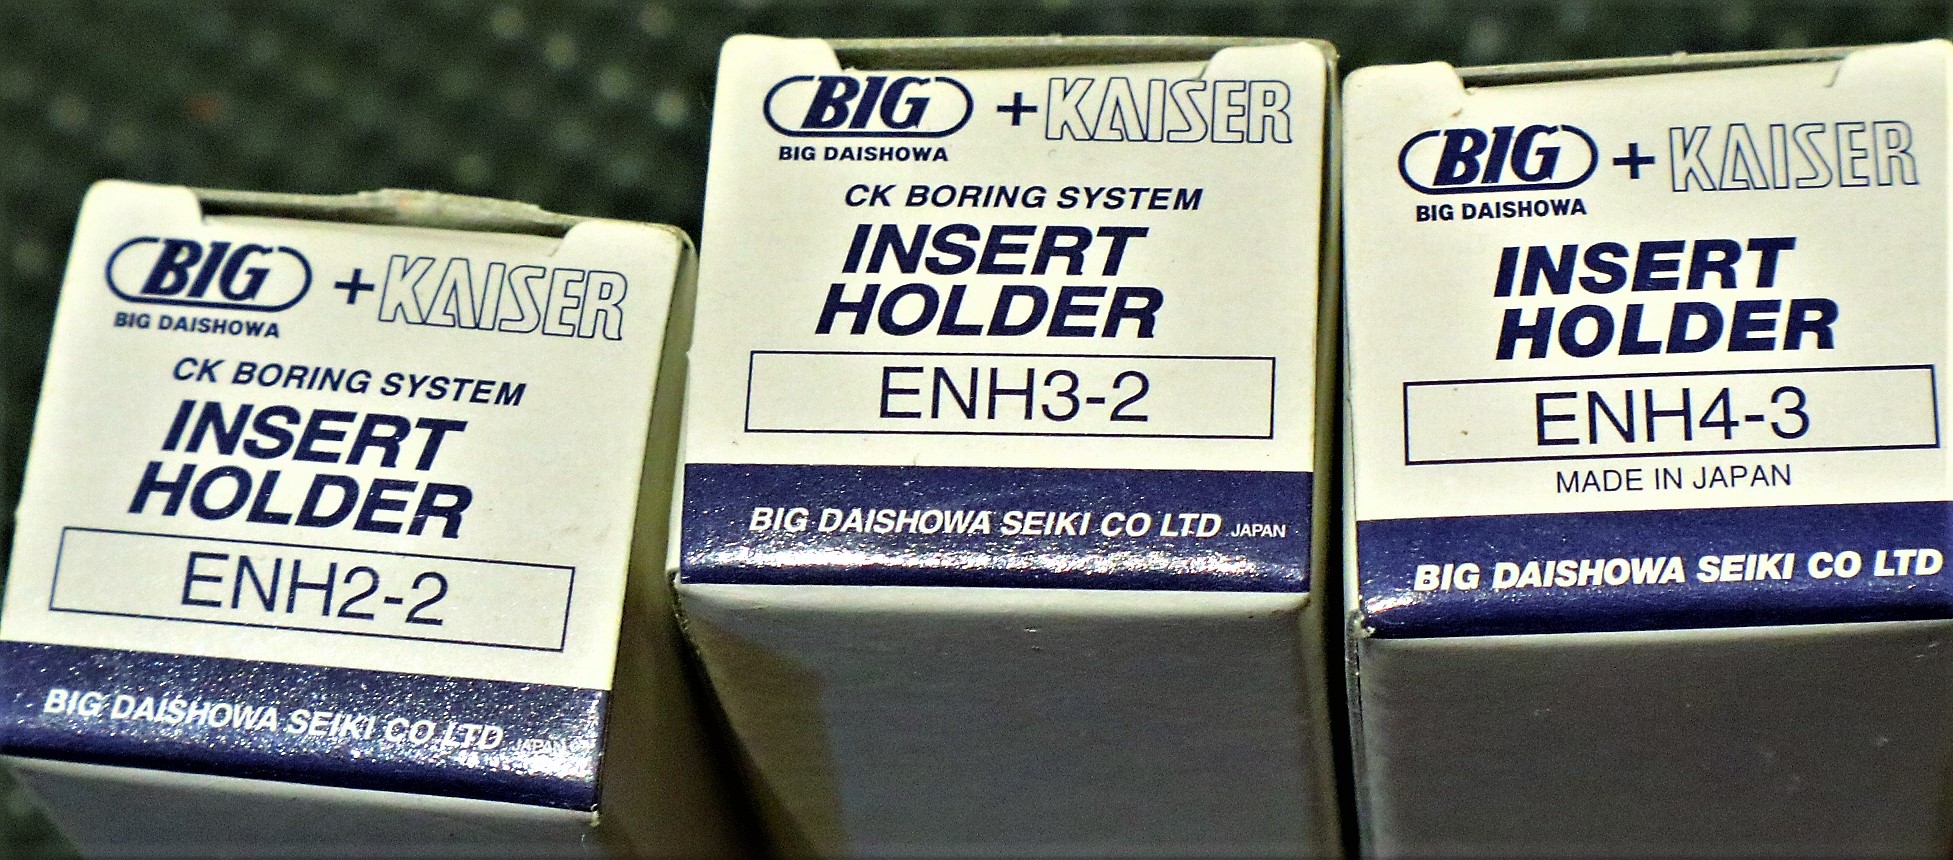 BIG + KAISER
BIG DAISHOWA
CK BORING SYSTEM
INSERT
HOLDER
ENH2-2
BIG DAISHOWA SEIKI CO LTD JAPAN
BIG + KAISER
BIG DAISHOWA
CK BORING SYSTEM
INSERT
HOLDER
ENH3-2
BIG DAISHOWA SEIKI CO LTD JAPAN
BIG + KAISER
BIG DAISHOWA
INSERT
HOLDER
ENH4-3
MADE IN JAPAN
BIG DAISHOWA SEIKI CO LTD